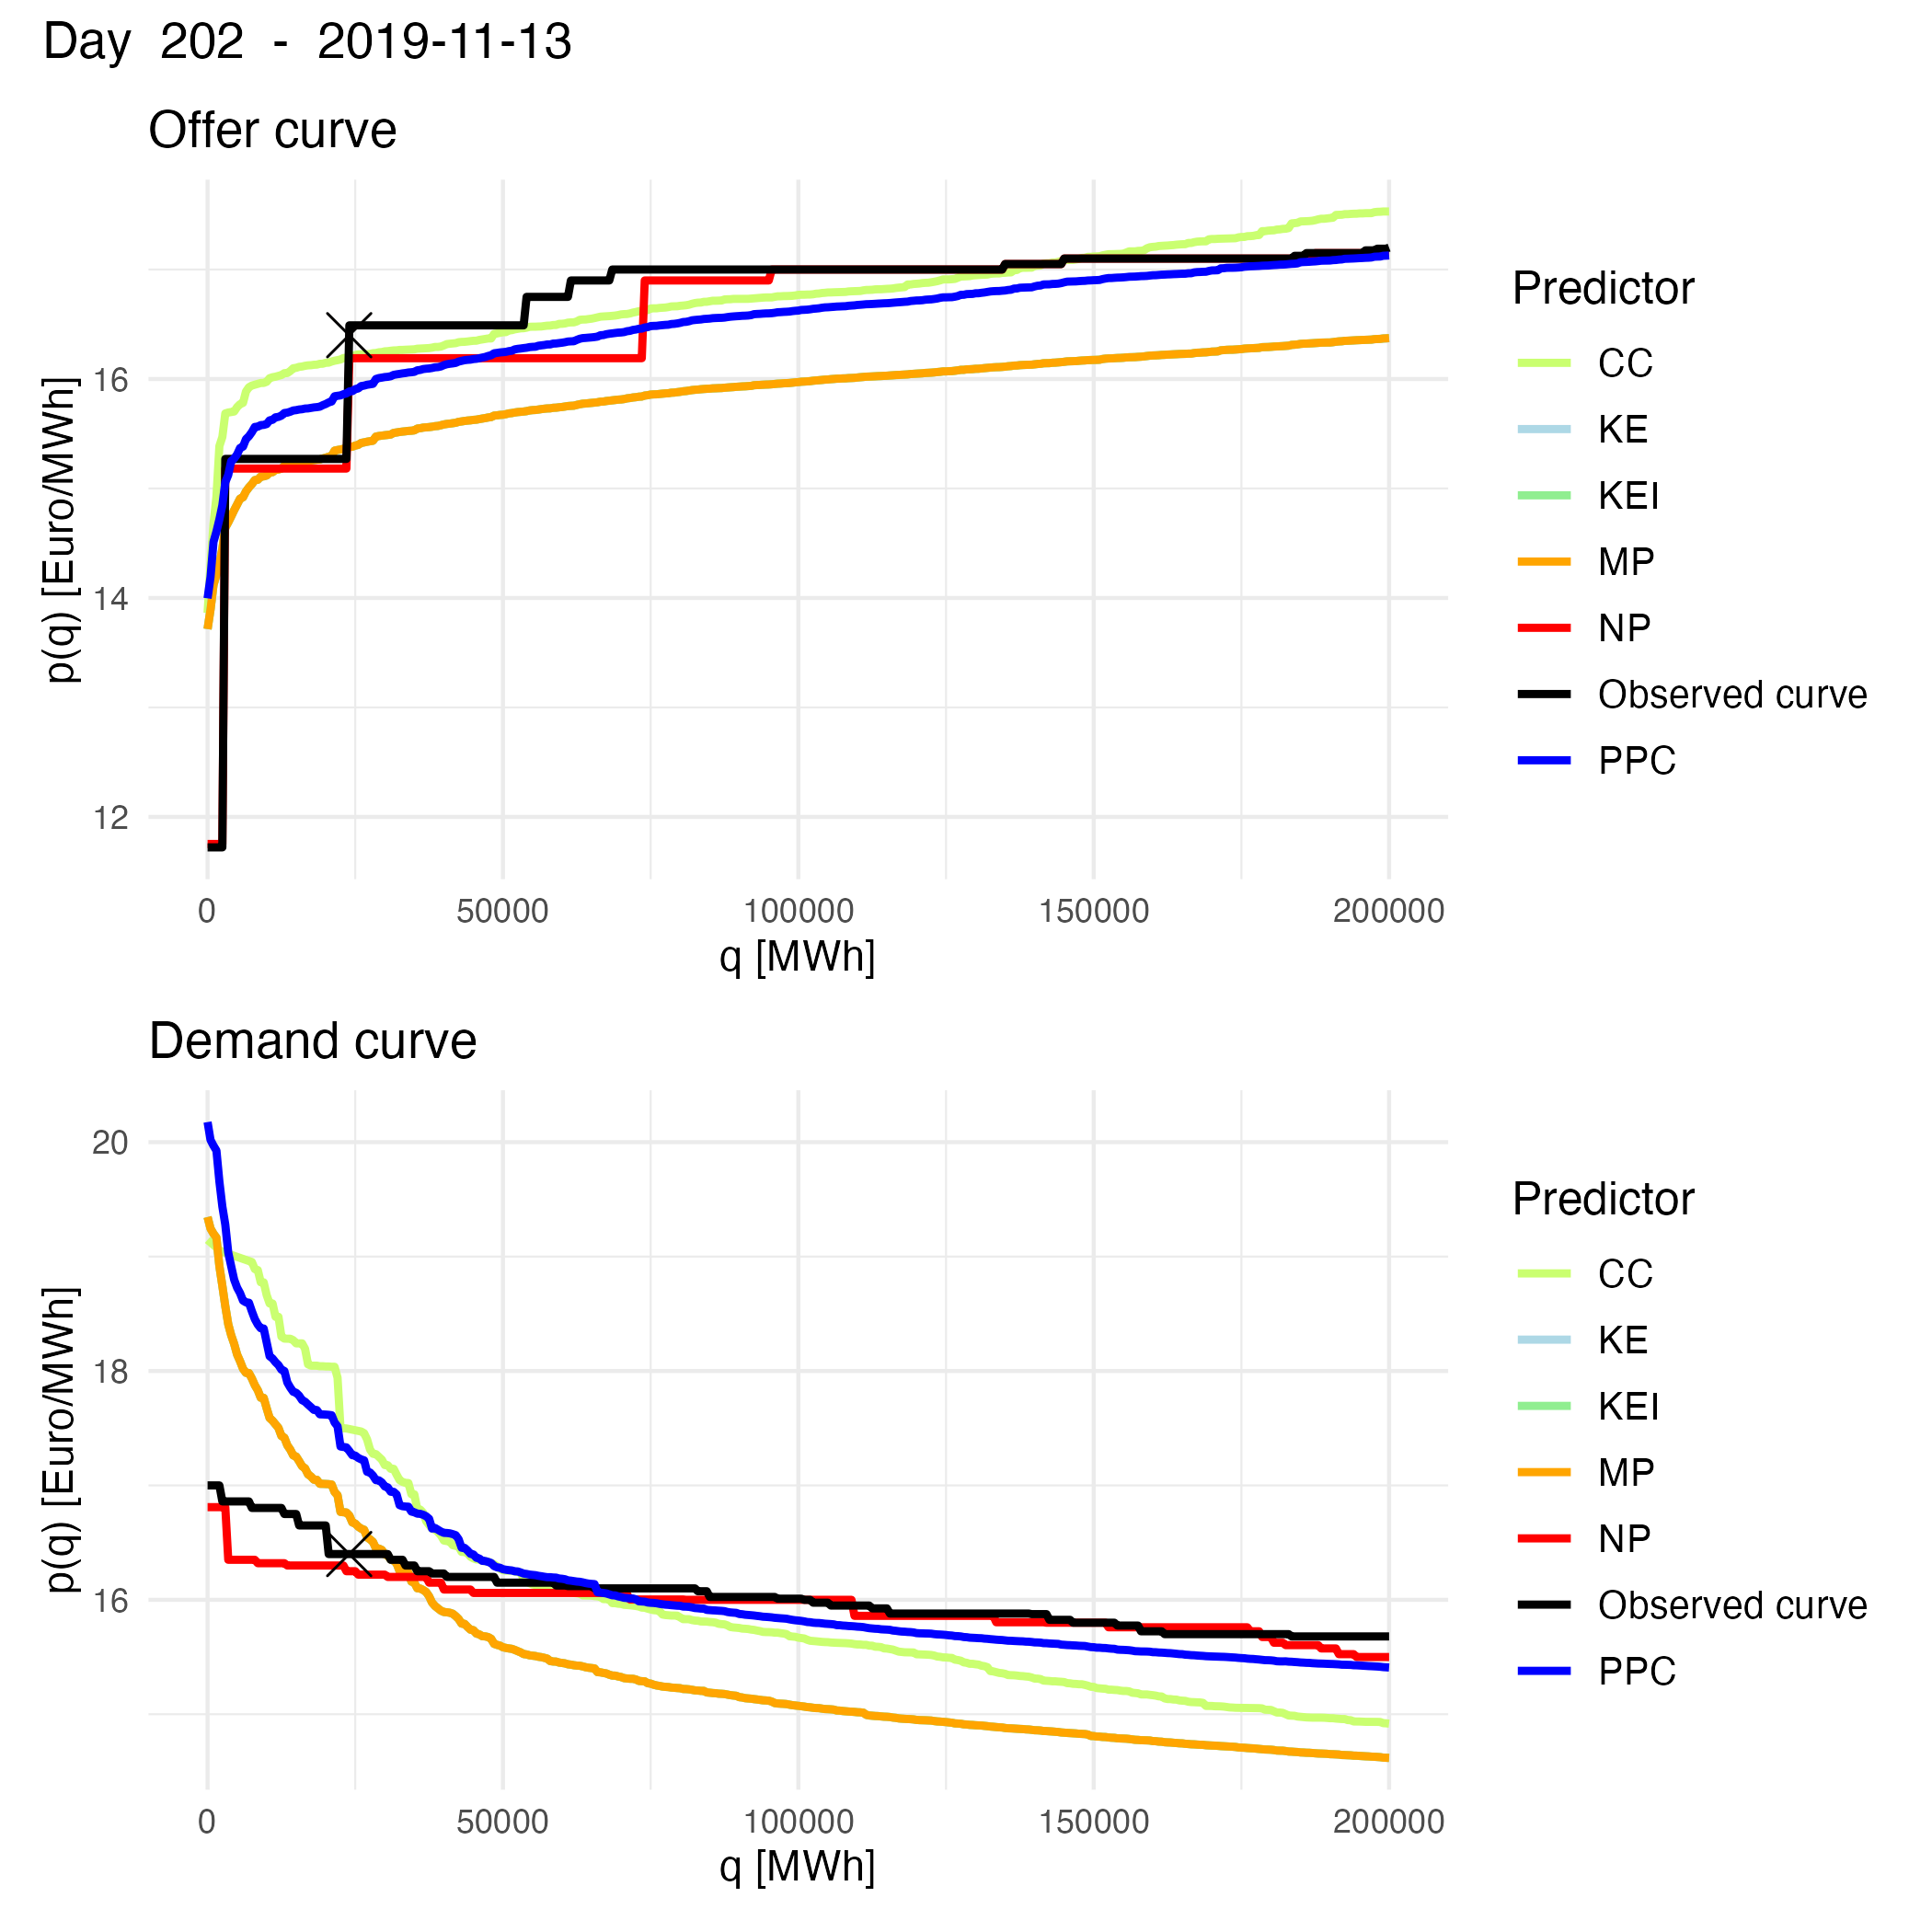 Day 202 - 2019-11-13
Offer curve
p(q) [Euro/MWh]
16
14
12
0 50000 100000 150000 200000
q [MWh]
Predictor
CC
KE
KEI
MP
NP
Observed curve
PPC
Demand curve
p(q) [Euro/MWh]
20
18
16
0 50000 100000 150000 200000
q [MWh]
Predictor
CC
KE
KEI
MP
NP
Observed curve
PPC